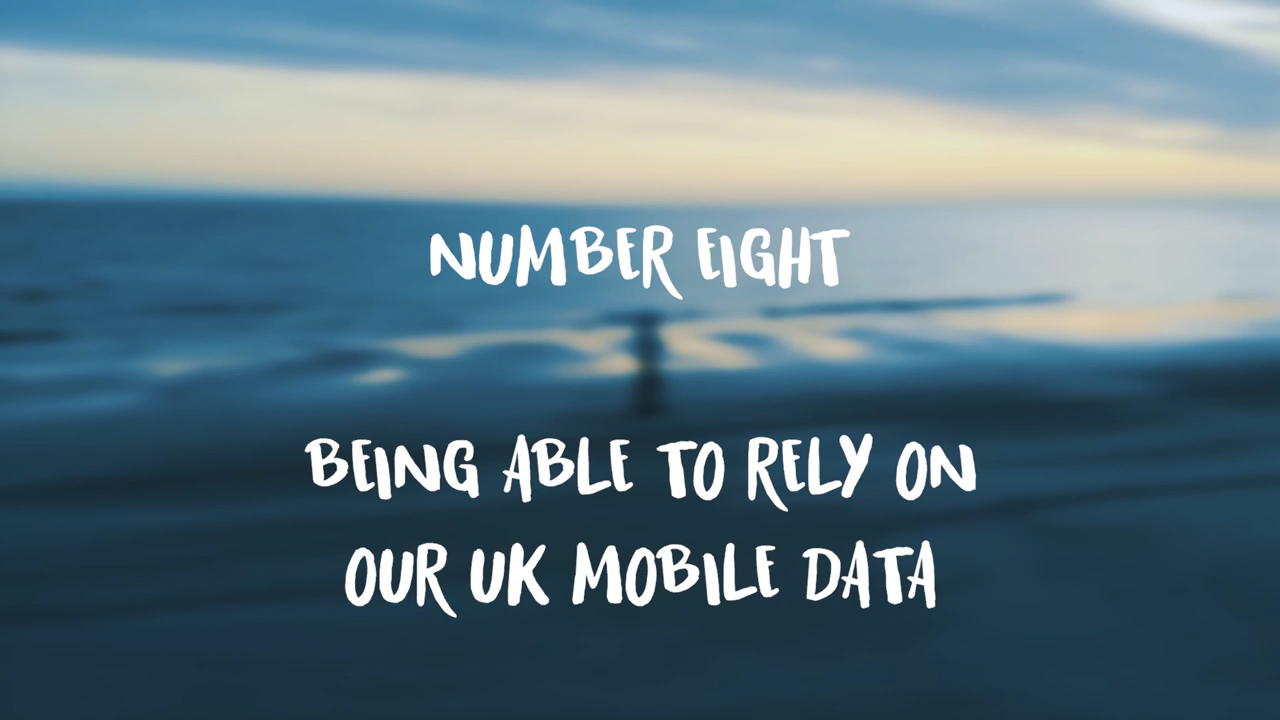 NUMBER EIGHT
BEING ABLE TO RELY ON
OUR UK MOBILE DATA